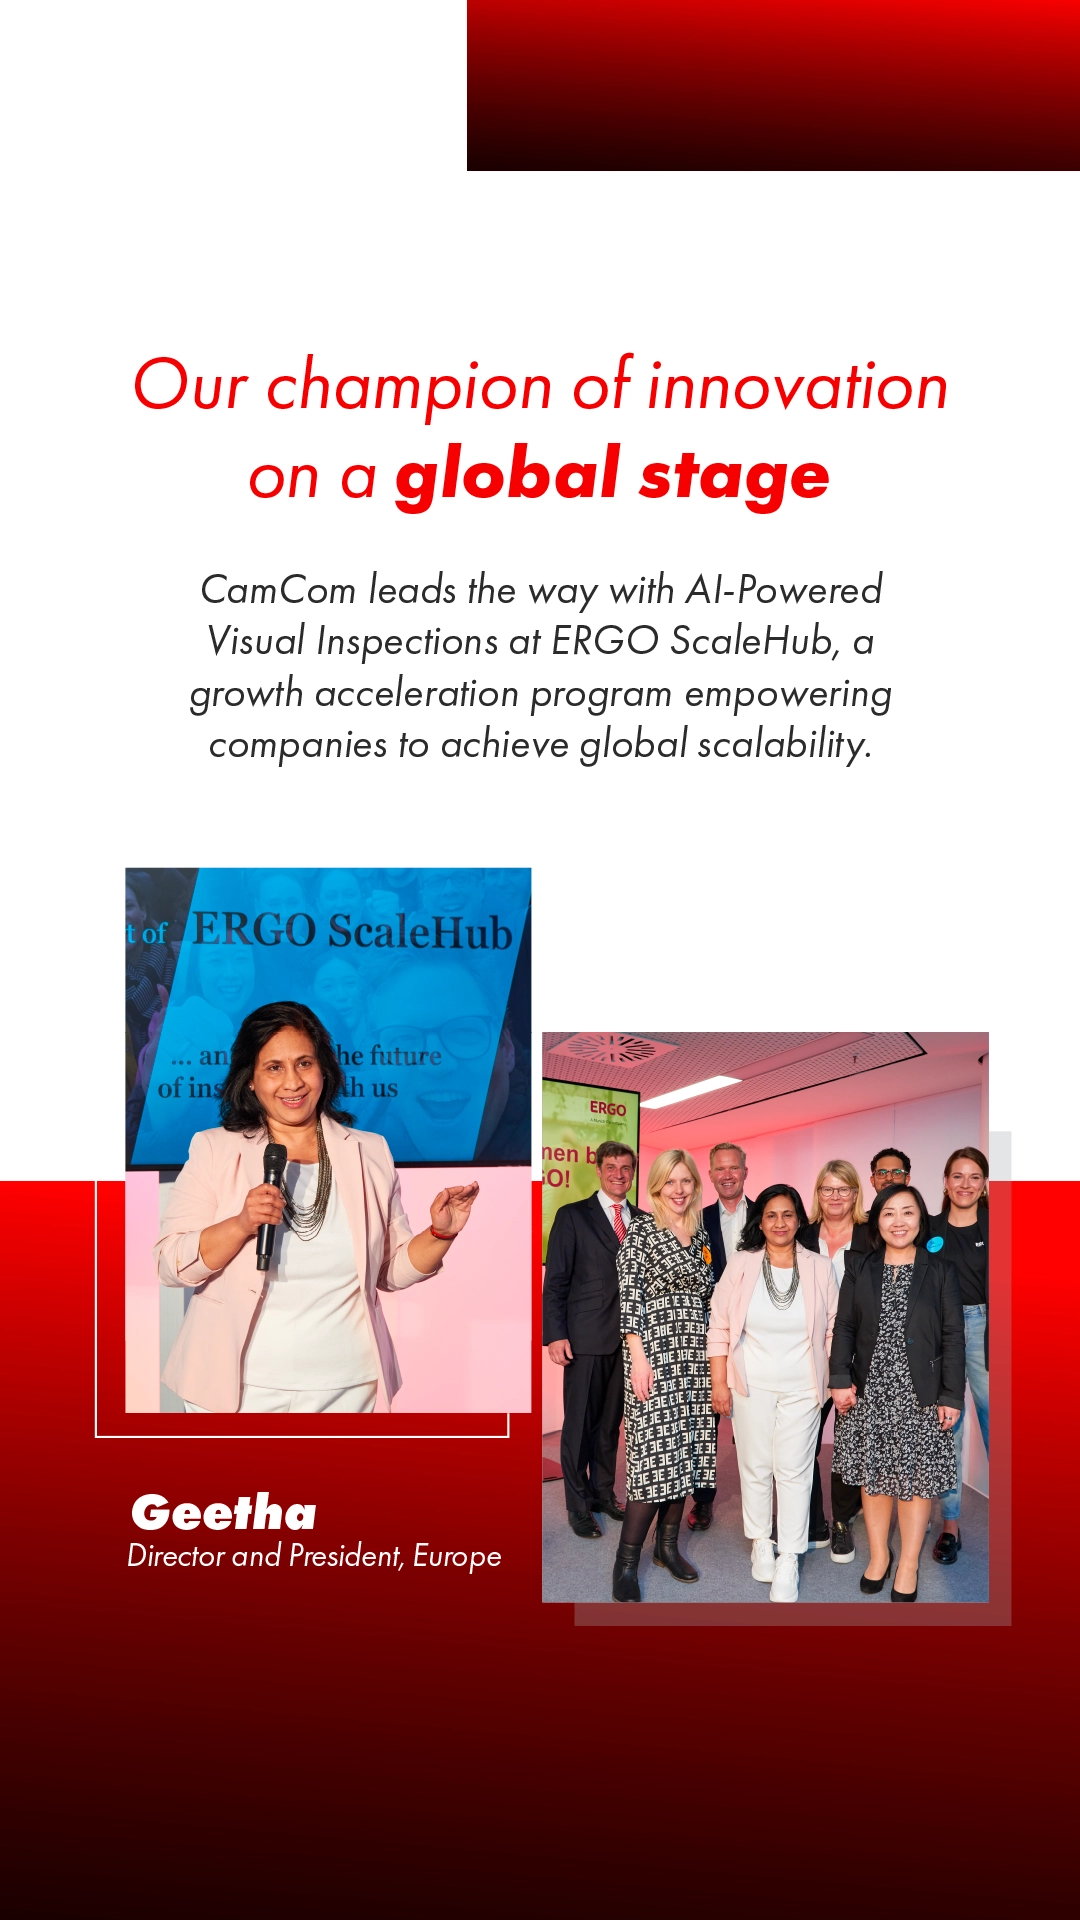 Our champion of innovation
on a global stage
CamCom leads the way with AI-Powered
Visual Inspections at ERGO ScaleHub, a
growth acceleration program empowering
companies to achieve global scalability.
t of ERGO ScaleHub
... an he future
of ins th us
ERGO
men b
GO!
Geetha
Director and President, Europe